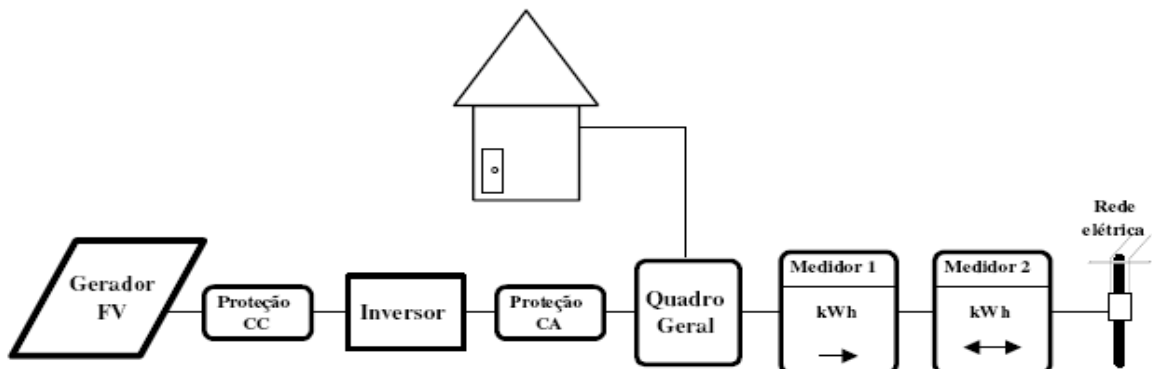 Rede
elétrica
Gerador
FV
Proteção
CC
Inversor
Proteção
CA
Quadro
Geral
Medidor 1
kWh
Medidor 2
kWh